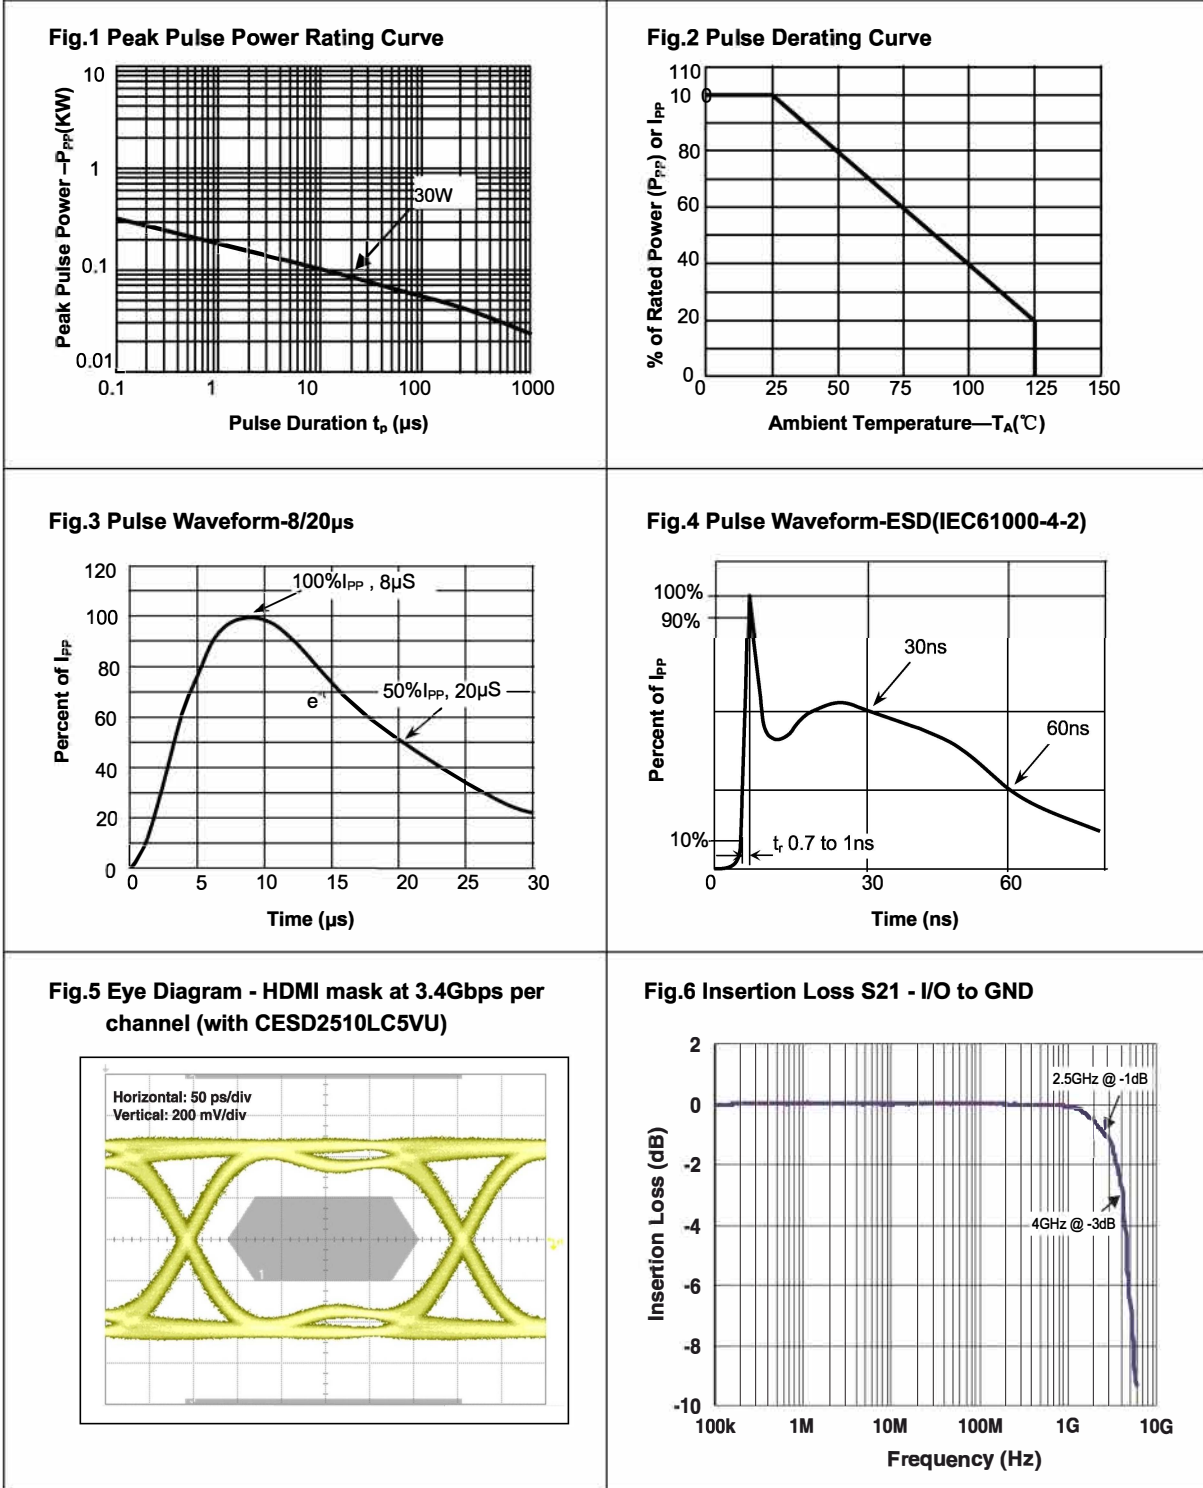 Fig.1 Peak Pulse Power Rating Curve
Peak Pulse Power –PPP(KW)
10
1
0.1
0.01
30W
0.1 1 10 100 1000
Pulse Duration tp (µs)
Fig.2 Pulse Derating Curve
% of Rated Power (PPP) or IPP
110
10 0
80
60
40
20
0
0 25 50 75 100 125 150
Ambient Temperature—TA(℃)
Fig.3 Pulse Waveform-8/20µs
Percent of IPP
120
100
80
60
40
20
0
100%IPP , 8µS
50%IPP, 20µS
0 5 10 15 20 25 30
Time (µs)
Fig.4 Pulse Waveform-ESD(IEC61000-4-2)
Percent of IPP
100%
90%
10%
30ns
60ns
tr 0.7 to 1ns
0 30 60
Time (ns)
Fig.5 Eye Diagram - HDMI mask at 3.4Gbps per
channel (with CESD2510LC5VU)
Horizontal: 50 ps/div
Vertical: 200 mV/div
1
Fig.6 Insertion Loss S21 - I/O to GND
Insertion Loss (dB)
2
0
-2
-4
-6
-8
-10
2.5GHz @ -1dB
4GHz @ -3dB
100k 1M 10M 100M 1G 10G
Frequency (Hz)